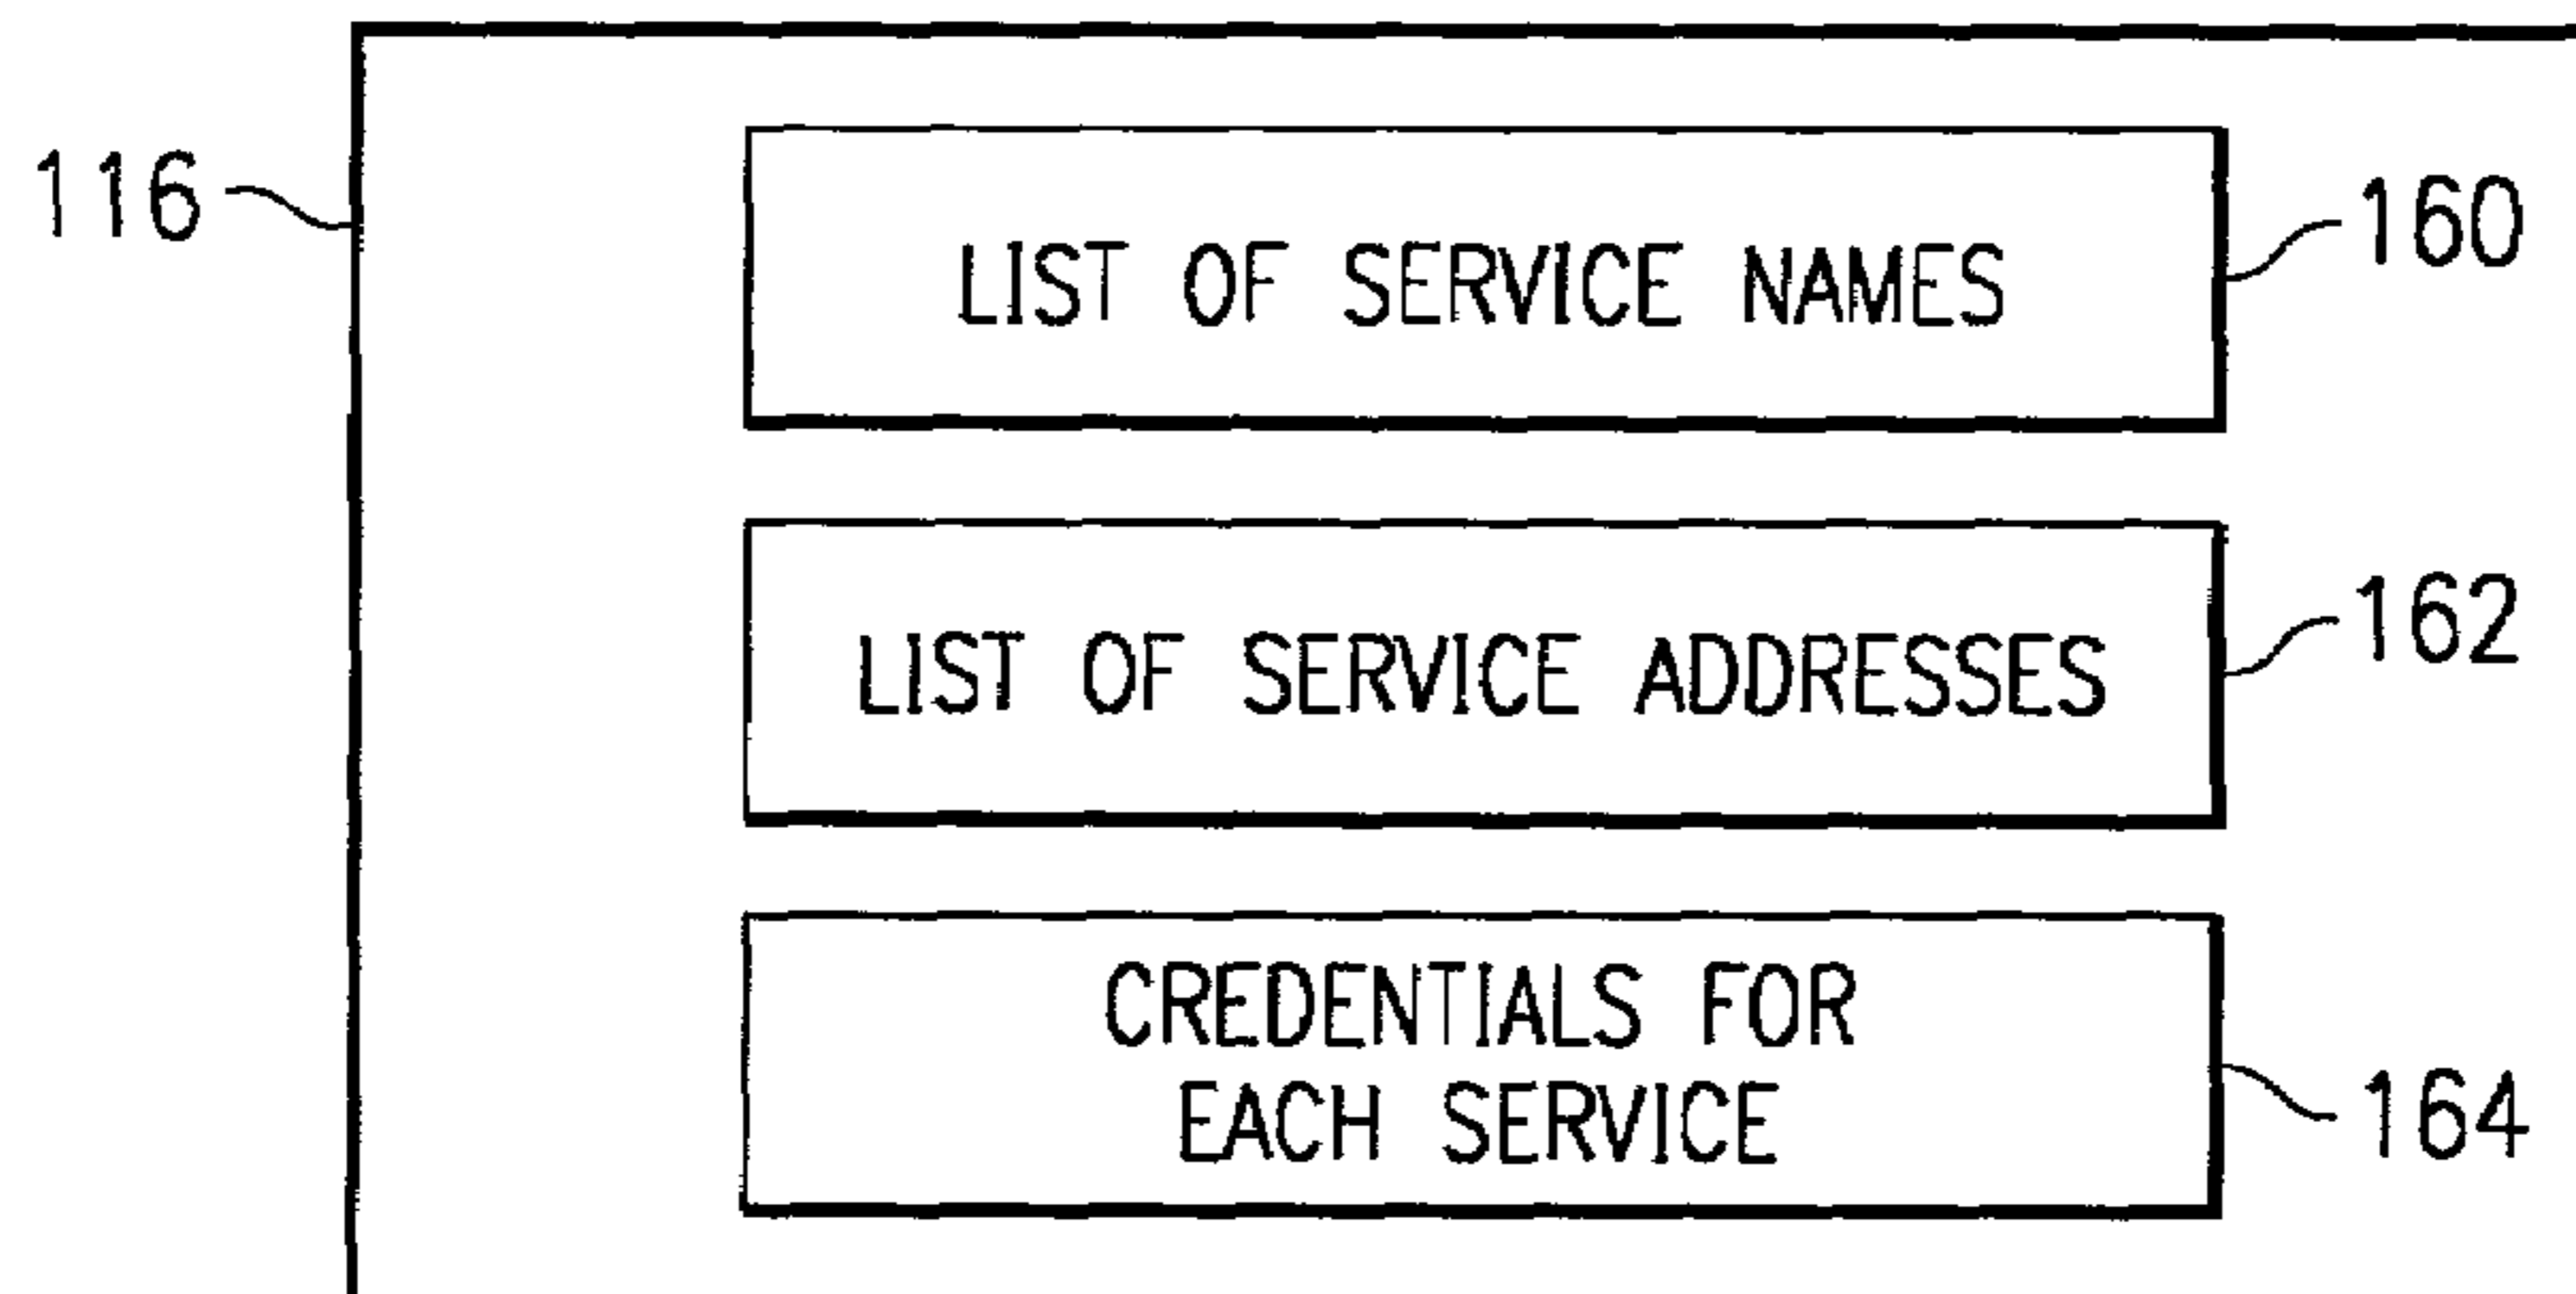 116
LIST OF SERVICE NAMES
160
LIST OF SERVICE ADDRESSES
162
CREDENTIALS FOR
EACH SERVICE
164